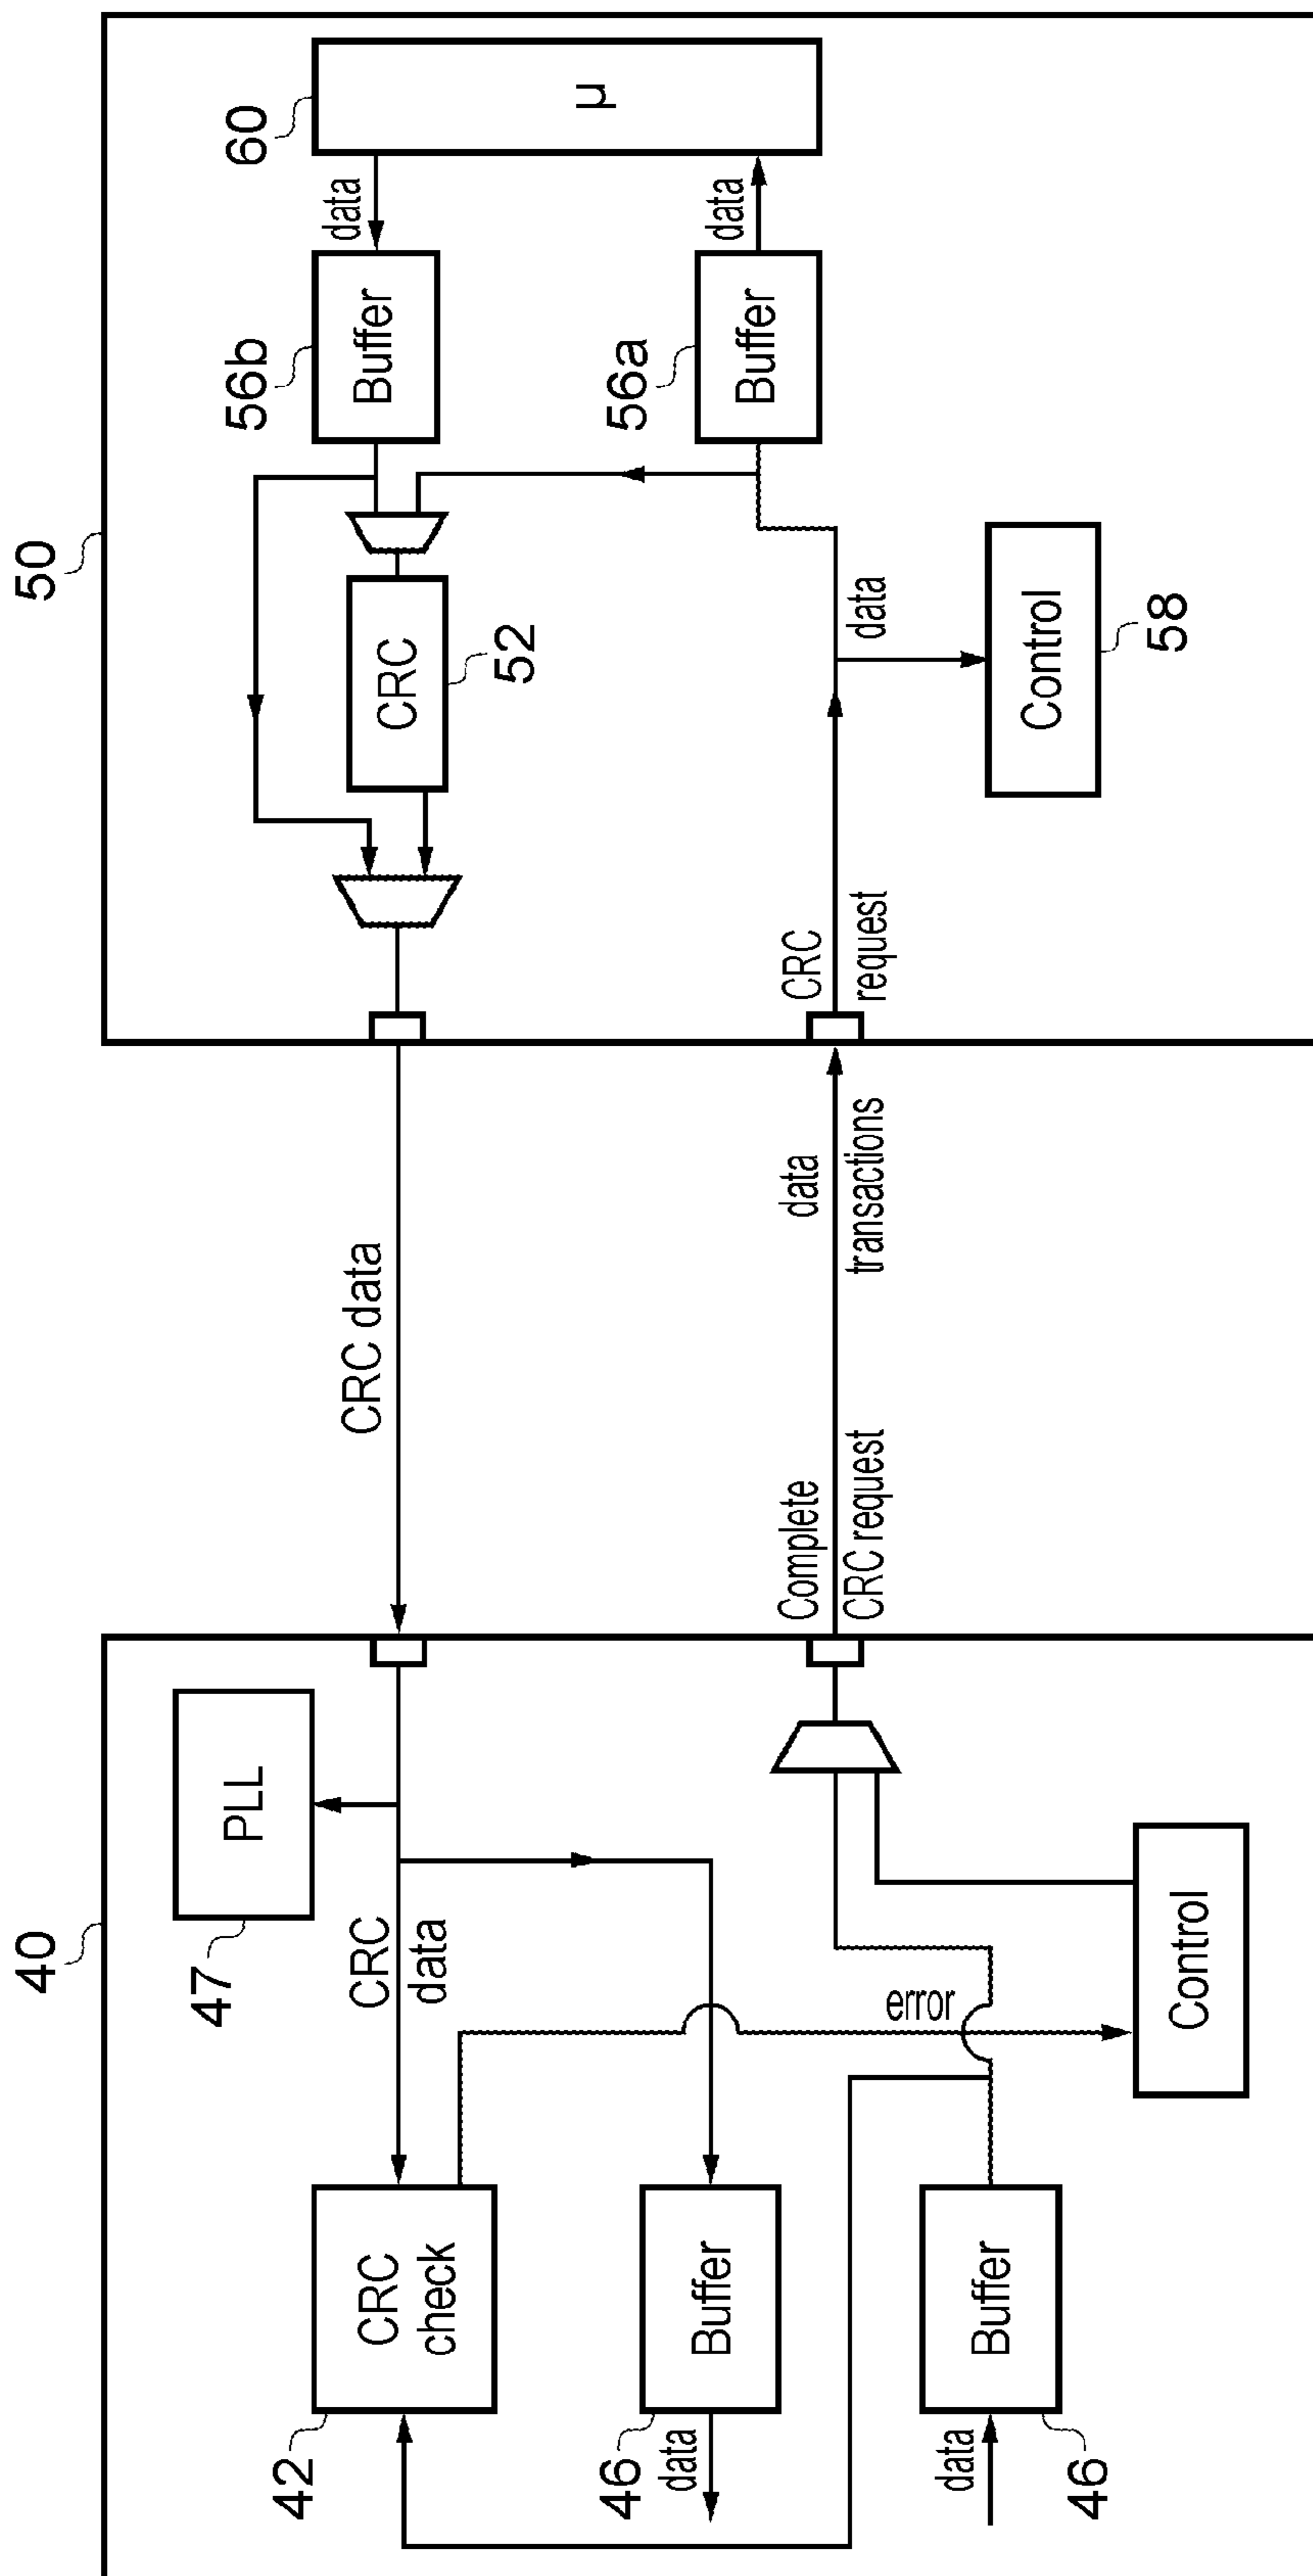 40
50
PLL
47
CRC data
CRC
data
CRC
check
42
error
Buffer
46
data
Buffer
46
data
Control
Complete
CRC request
data
transactions
CRC
request
data
Control
58
CRC
52
Buffer
56b
data
Buffer
56a
data
60
μ